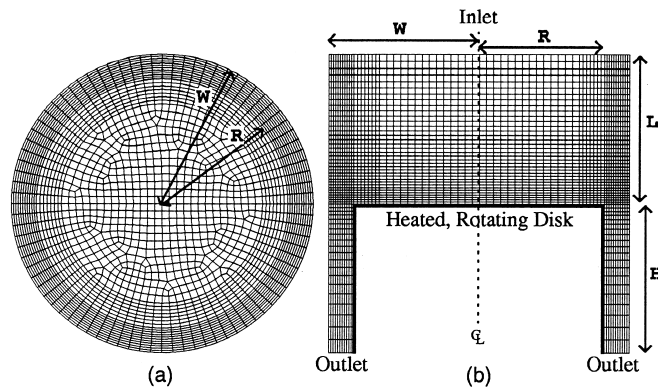 Inlet
W
R
W
R
L
Heated, Rotating Disk
℄
Outlet
Outlet
(a)
(b)